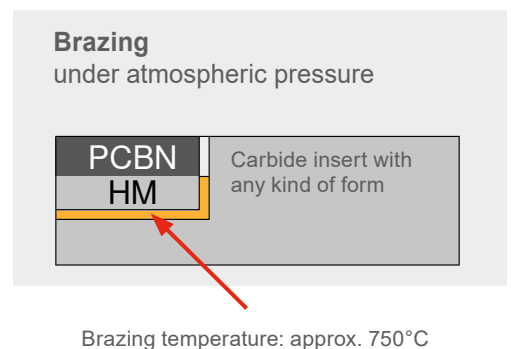 Brazing
under atmospheric pressure
PCBN
HM
Carbide insert with
any kind of form
Brazing temperature: approx. 750°C